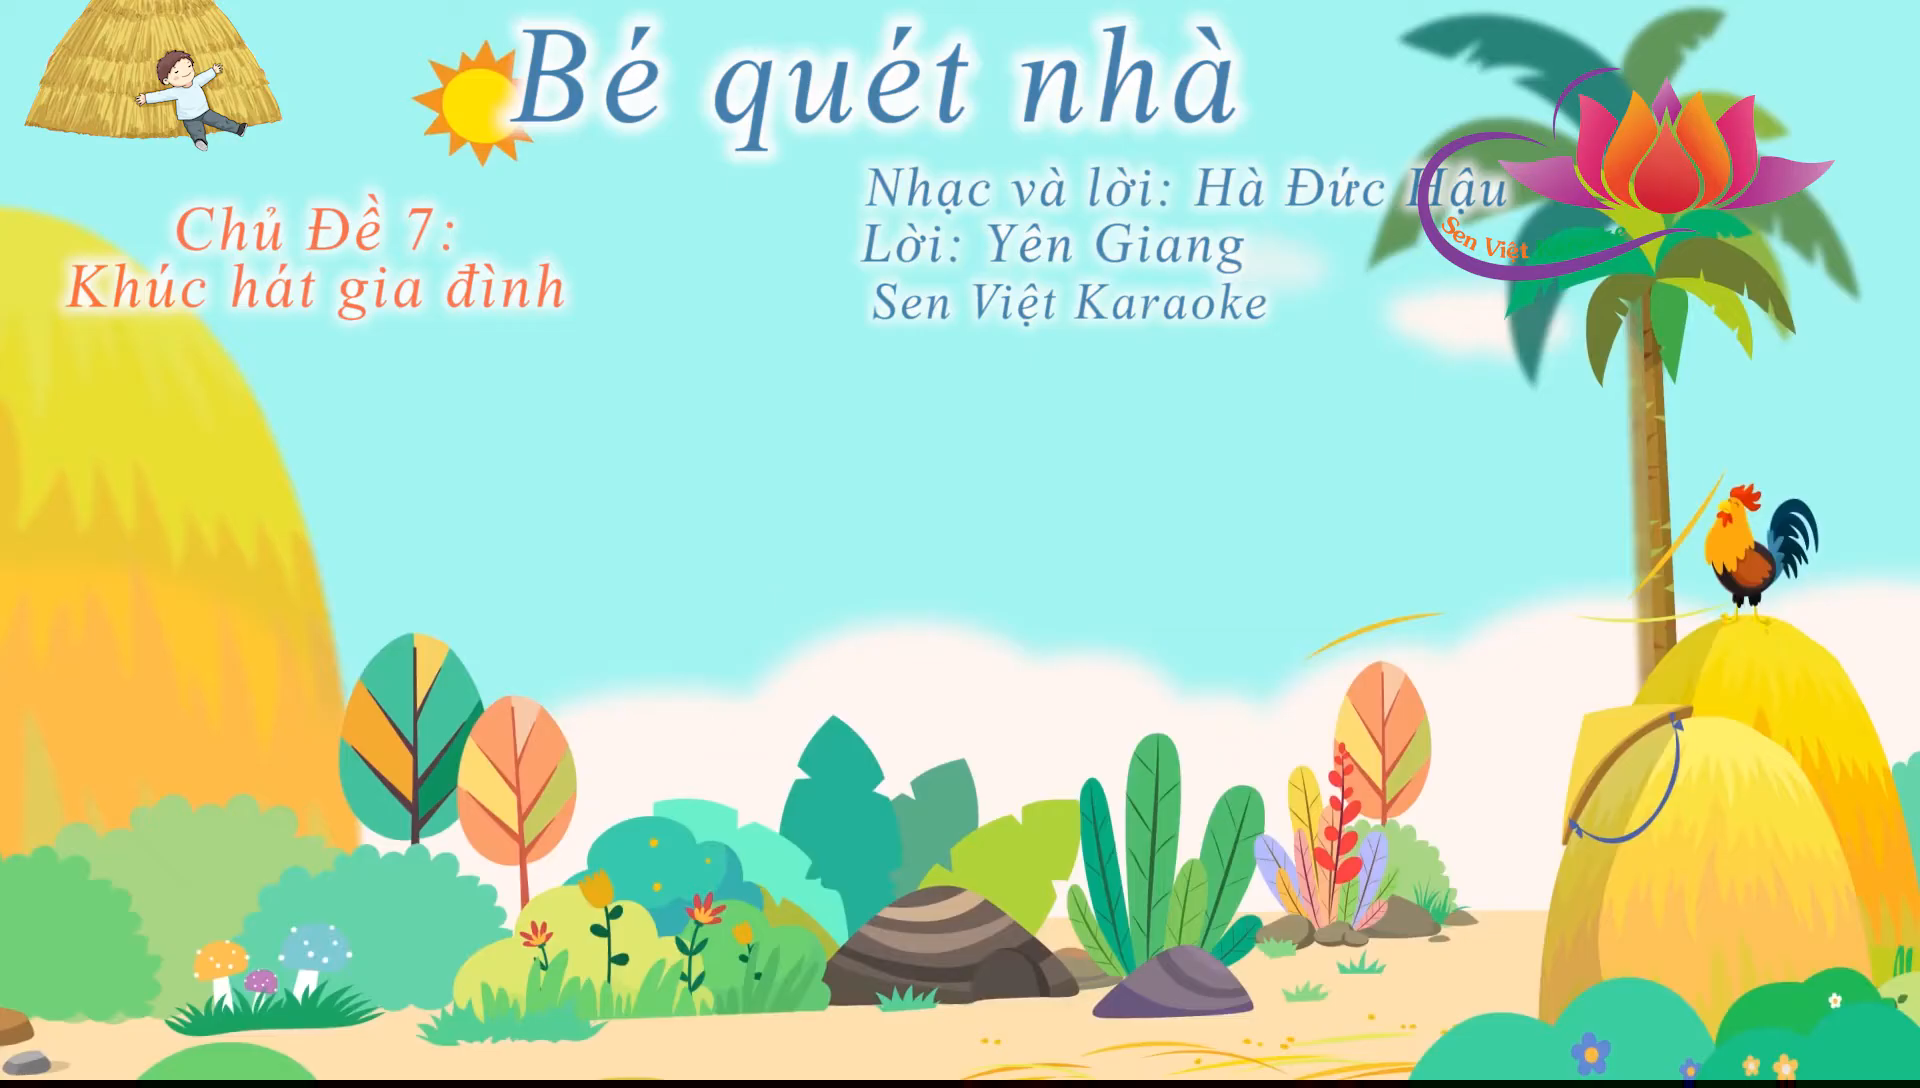 Bé quét nhà
Nhạc và lời: Hà Đức Hậu
Lời: Yên Giang
Sen Việt Karaoke
Chủ Đề 7:
Khúc hát gia đình
Sen Việt